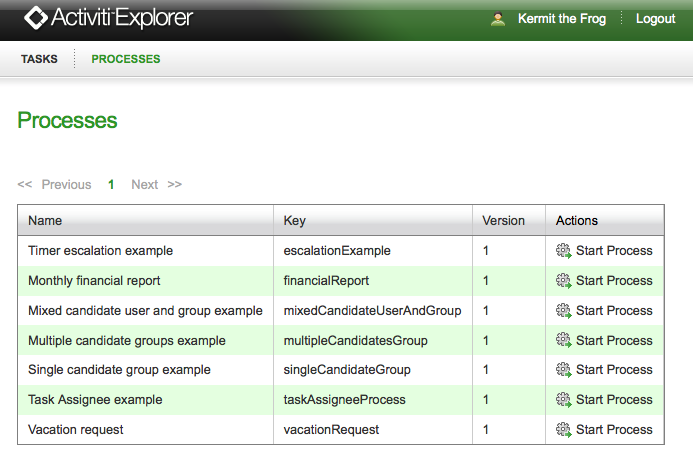 Activiti™ Explorer Kermit the Frog Logout
TASKS PROCESSES
Processes
<< Previous 1 Next >>
Name Key Version Actions
Timer escalation example escalationExample 1 Start Process
Monthly financial report financialReport 1 Start Process
Mixed candidate user and group example mixedCandidateUserAndGroup 1 Start Process
Multiple candidate groups example multipleCandidatesGroup 1 Start Process
Single candidate group example singleCandidateGroup 1 Start Process
Task Assignee example taskAssigneeProcess 1 Start Process
Vacation request vacationRequest 1 Start Process